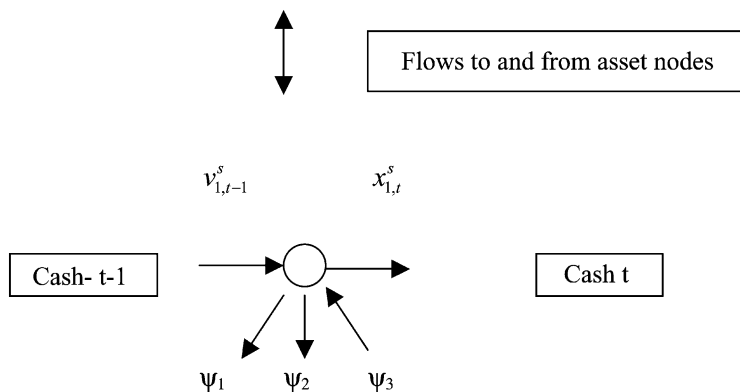 Flows to and from asset nodes
v^s_{1,t−1} x^s_{1,t}
Cash- t-1 Cash t
ψ1 ψ2 ψ3